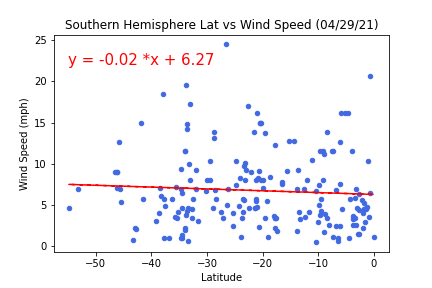 Southern Hemisphere Lat vs Wind Speed (04/29/21)
25
y = -0.02 *x + 6.27
20
15
Wind Speed (mph)
10
5
0
−50 −40 −30 −20 −10 0
Latitude